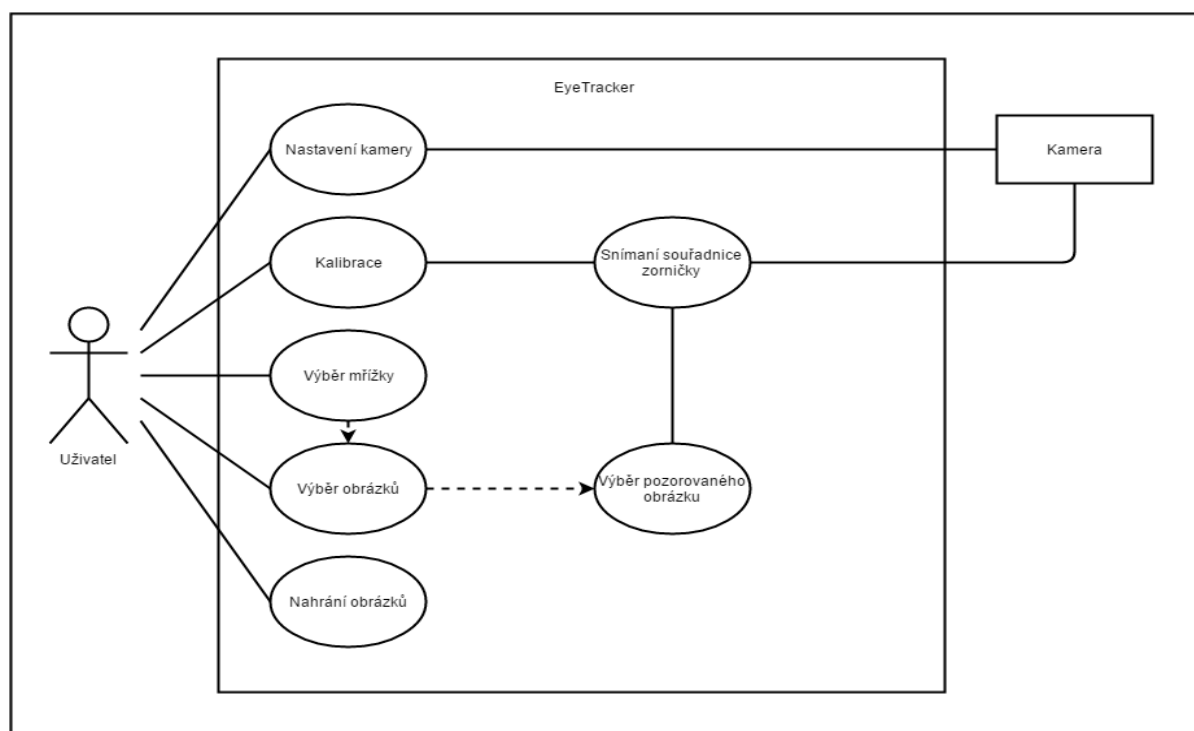 EyeTracker
Nastavení kamery
Kamera
Kalibrace
Snímaní souřadnice
zorničky
Výběr mřížky
Uživatel
Výběr obrázků
Výběr pozorovaného
obrázku
Nahrání obrázků